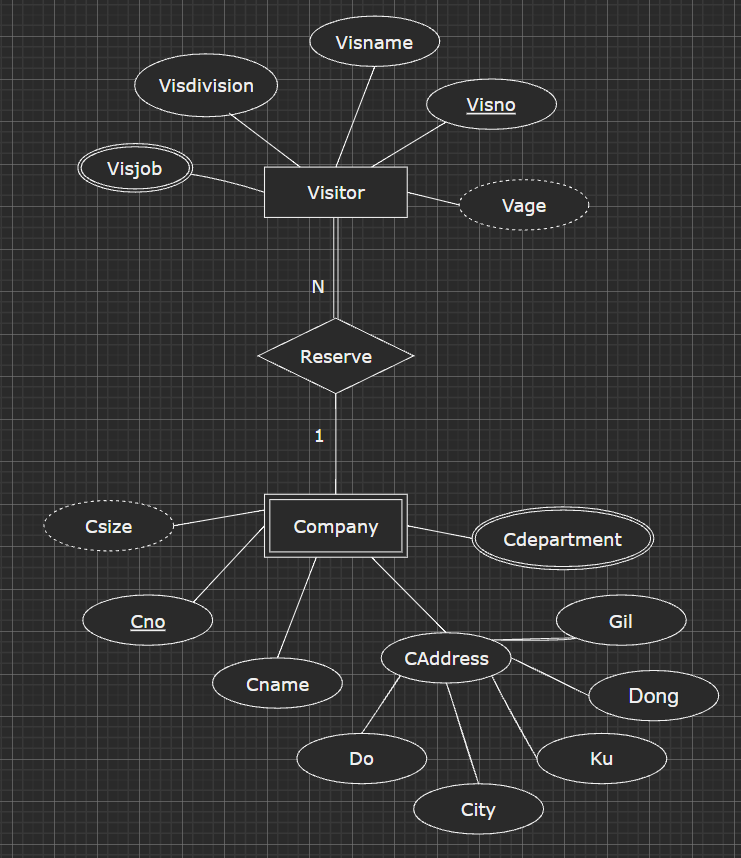 Visname
Visdivision
Visno
Visjob
Visitor
Vage
N
Reserve
1
Csize
Company
Cdepartment
Cno
Gil
CAddress
Cname
Dong
Do
Ku
City